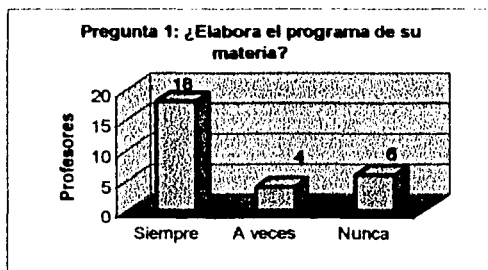 Pregunta 1: ¿Elabora el programa de su
materia?
Profesores
20
15
10
5
0
18
4
6
Siempre
A veces
Nunca